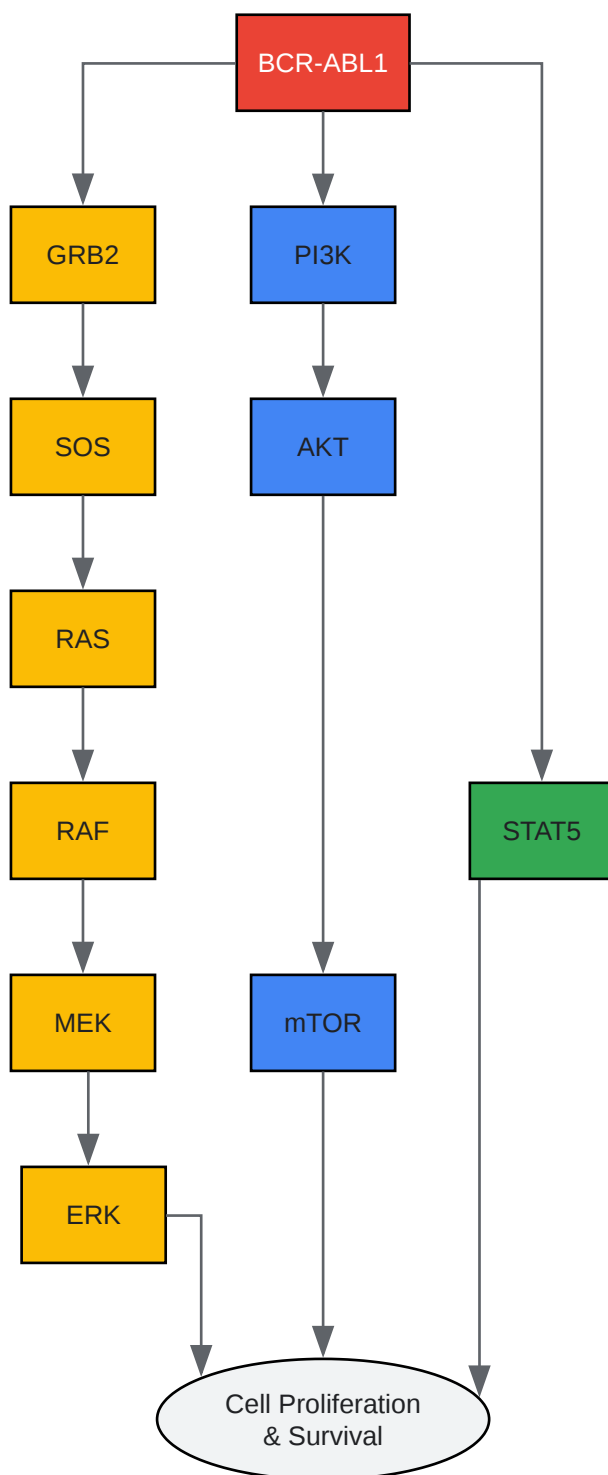 BCR-ABL1
GRB2
PI3K
SOS
AKT
RAS
RAF
STAT5
MEK
mTOR
ERK
Cell Proliferation
& Survival